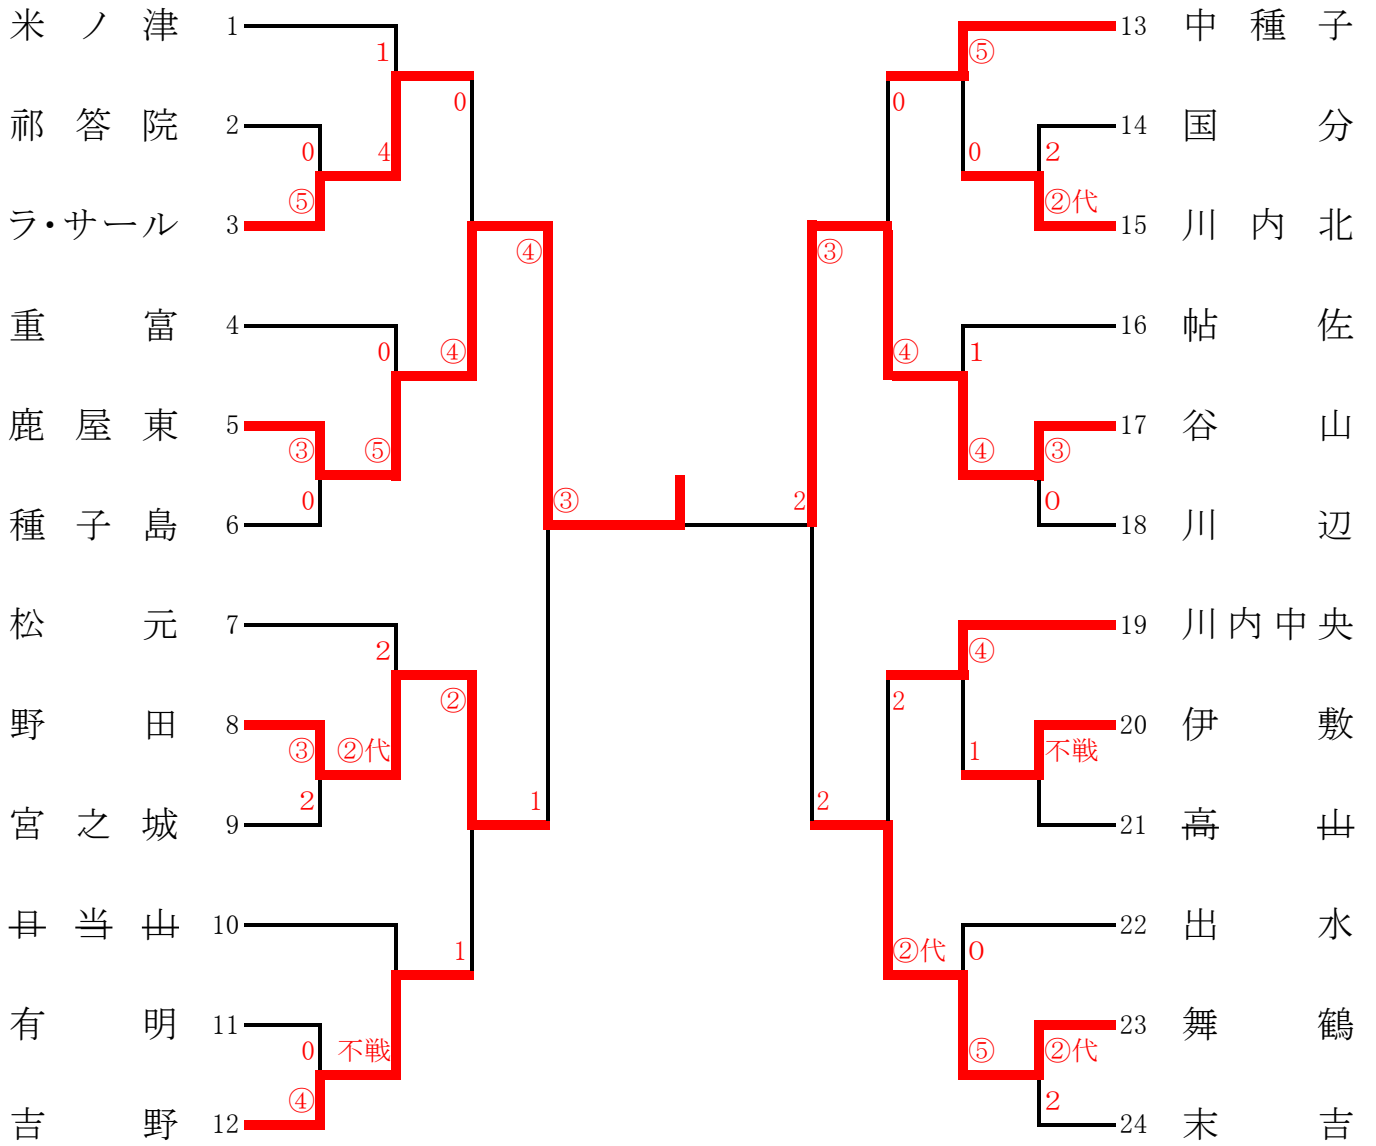 米ノ津 1
1
0
祁答院 2
0
4
⑤
ラ・サール 3
④
重富 4
0
④
鹿屋東 5
③
⑤
0
種子島 6
③
松元 7
2
②
野田 8
③
②代
2
宮之城 9
1
日当山 10
1
有明 11
0
不戦
④
吉野 12
13 中種子
⑤
0
14 国分
0
2
②代
15 川内北
③
16 帖佐
④
1
17 谷山
④
③
0
18 川辺
2
19 川内中央
④
2
20 伊敷
1
不戦
21 高山
2
22 出水
②代
0
23 舞鶴
⑤
②代
2
24 末吉